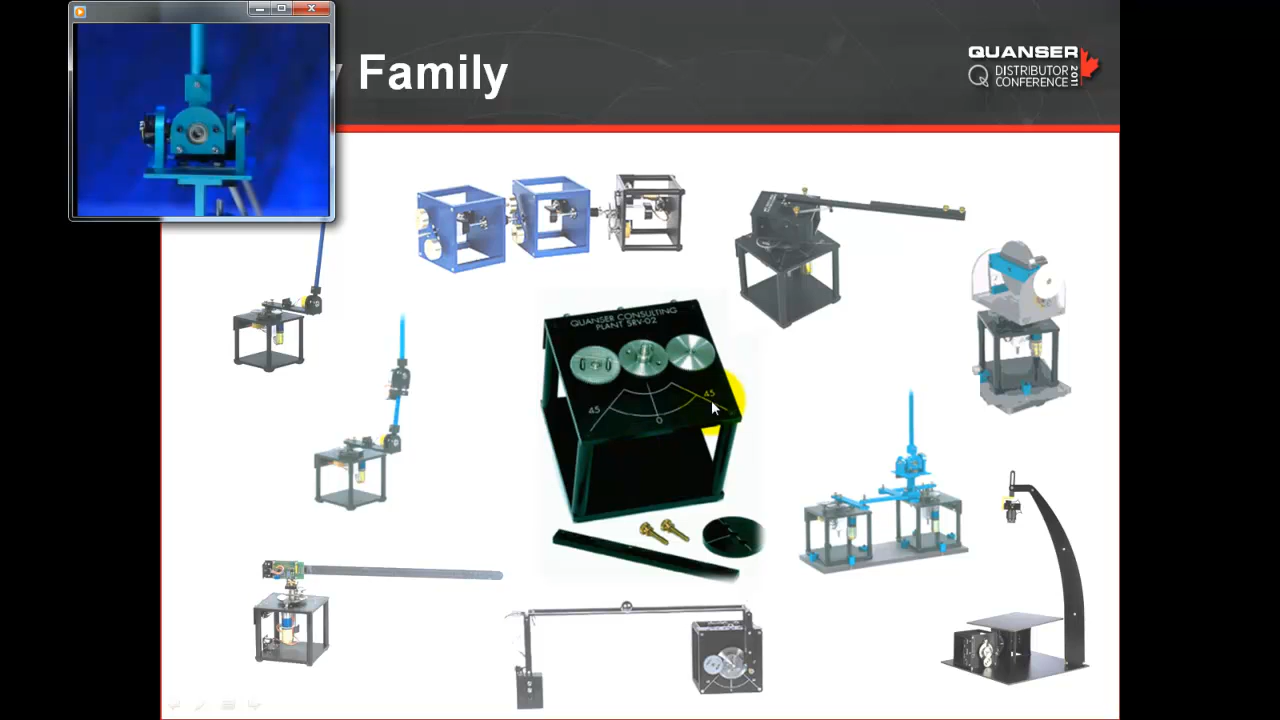 y Family
QUANSER
DISTRIBUTOR
CONFERENCE
2011
QUANSER CONSULTING
PLANT SRV-02
45
45
0